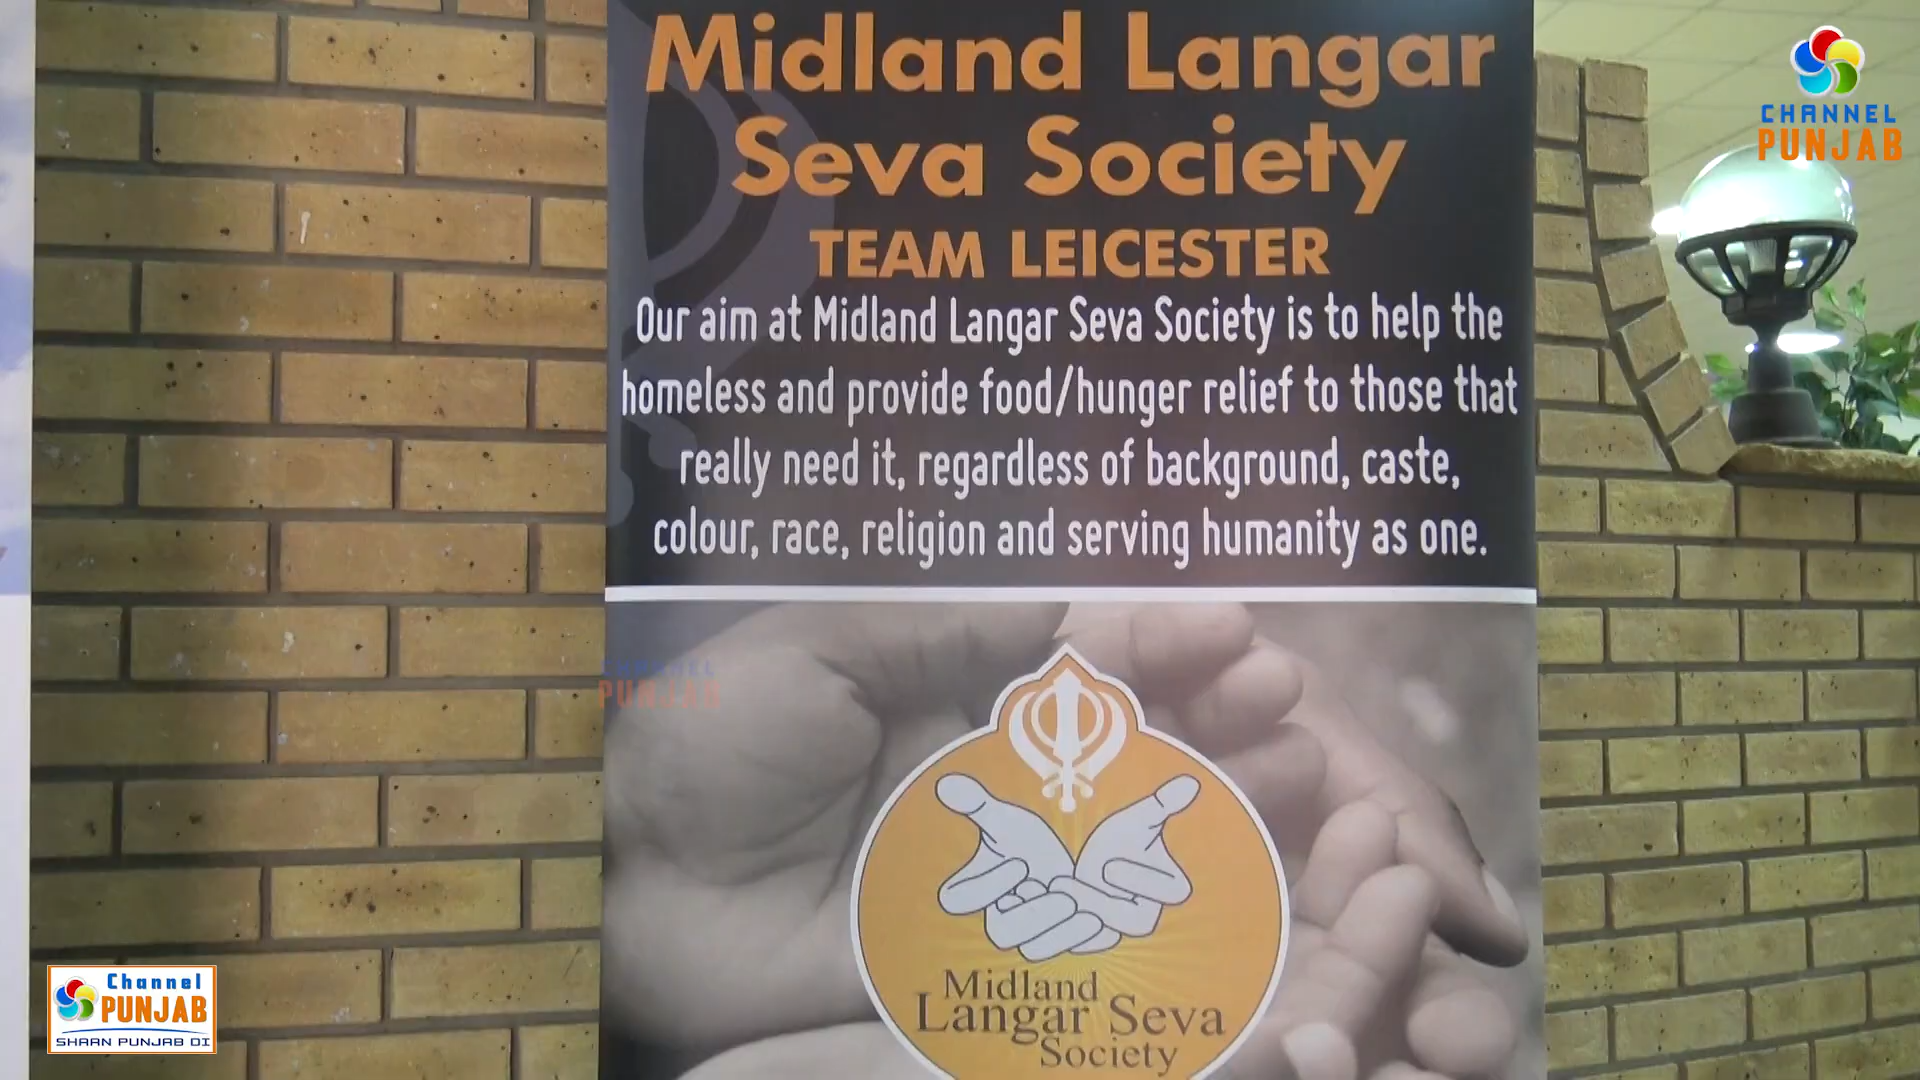 Midland Langar
Seva Society
TEAM LEICESTER
Our aim at Midland Langar Seva Society is to help the
homeless and provide food/hunger relief to those that
really need it, regardless of background, caste,
colour, race, religion and serving humanity as one.
Midland
Langar Seva
Society
CHANNEL
PUNJAB
CHANNEL
PUNJAB
Channel
PUNJAB
SHAAN PUNJAB DI